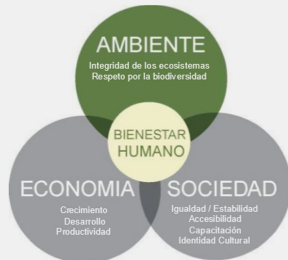 AMBIENTE
Integridad de los ecosistemas
Respeto por la biodiversidad
BIENESTAR
HUMANO
ECONOMIA
Crecimiento
Desarrollo
Productividad
SOCIEDAD
Igualdad / Estabilidad
Accesibilidad
Capacitación
Identidad Cultural